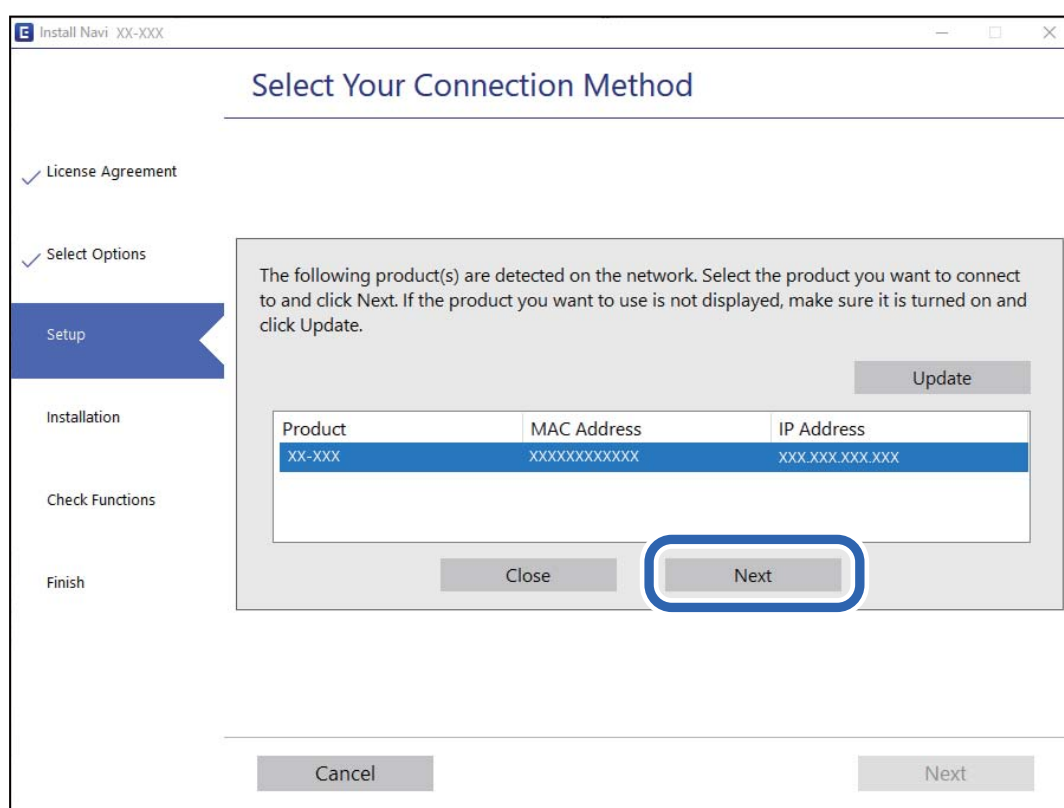 E Install Navi XX-XXX
Select Your Connection Method
License Agreement
Select Options
Setup
Installation
Check Functions
Finish
The following product(s) are detected on the network. Select the product you want to connect
to and click Next. If the product you want to use is not displayed, make sure it is turned on and
click Update.
Update
Product MAC Address IP Address
XX-XXX XXXXXXXXXXXX XXX.XXX.XXX.XXX
Close Next
Cancel Next